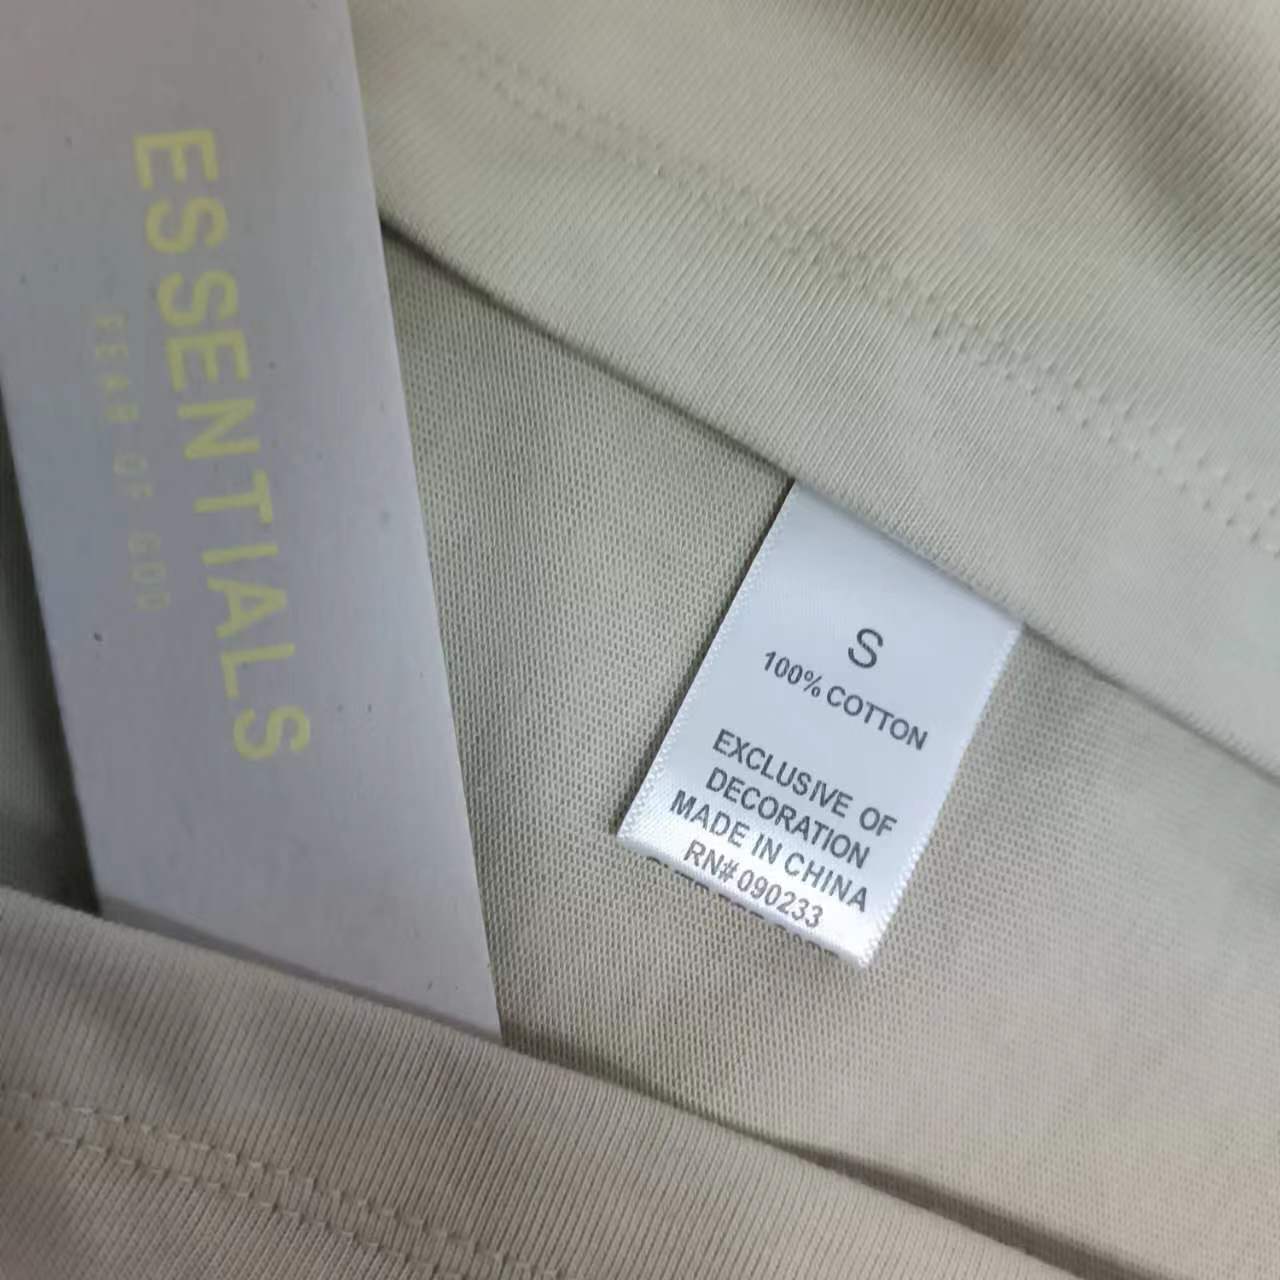 ESSENTIALS
FEAR OF GOD
S
100% COTTON
EXCLUSIVE OF
DECORATION
MADE IN CHINA
RN# 090233